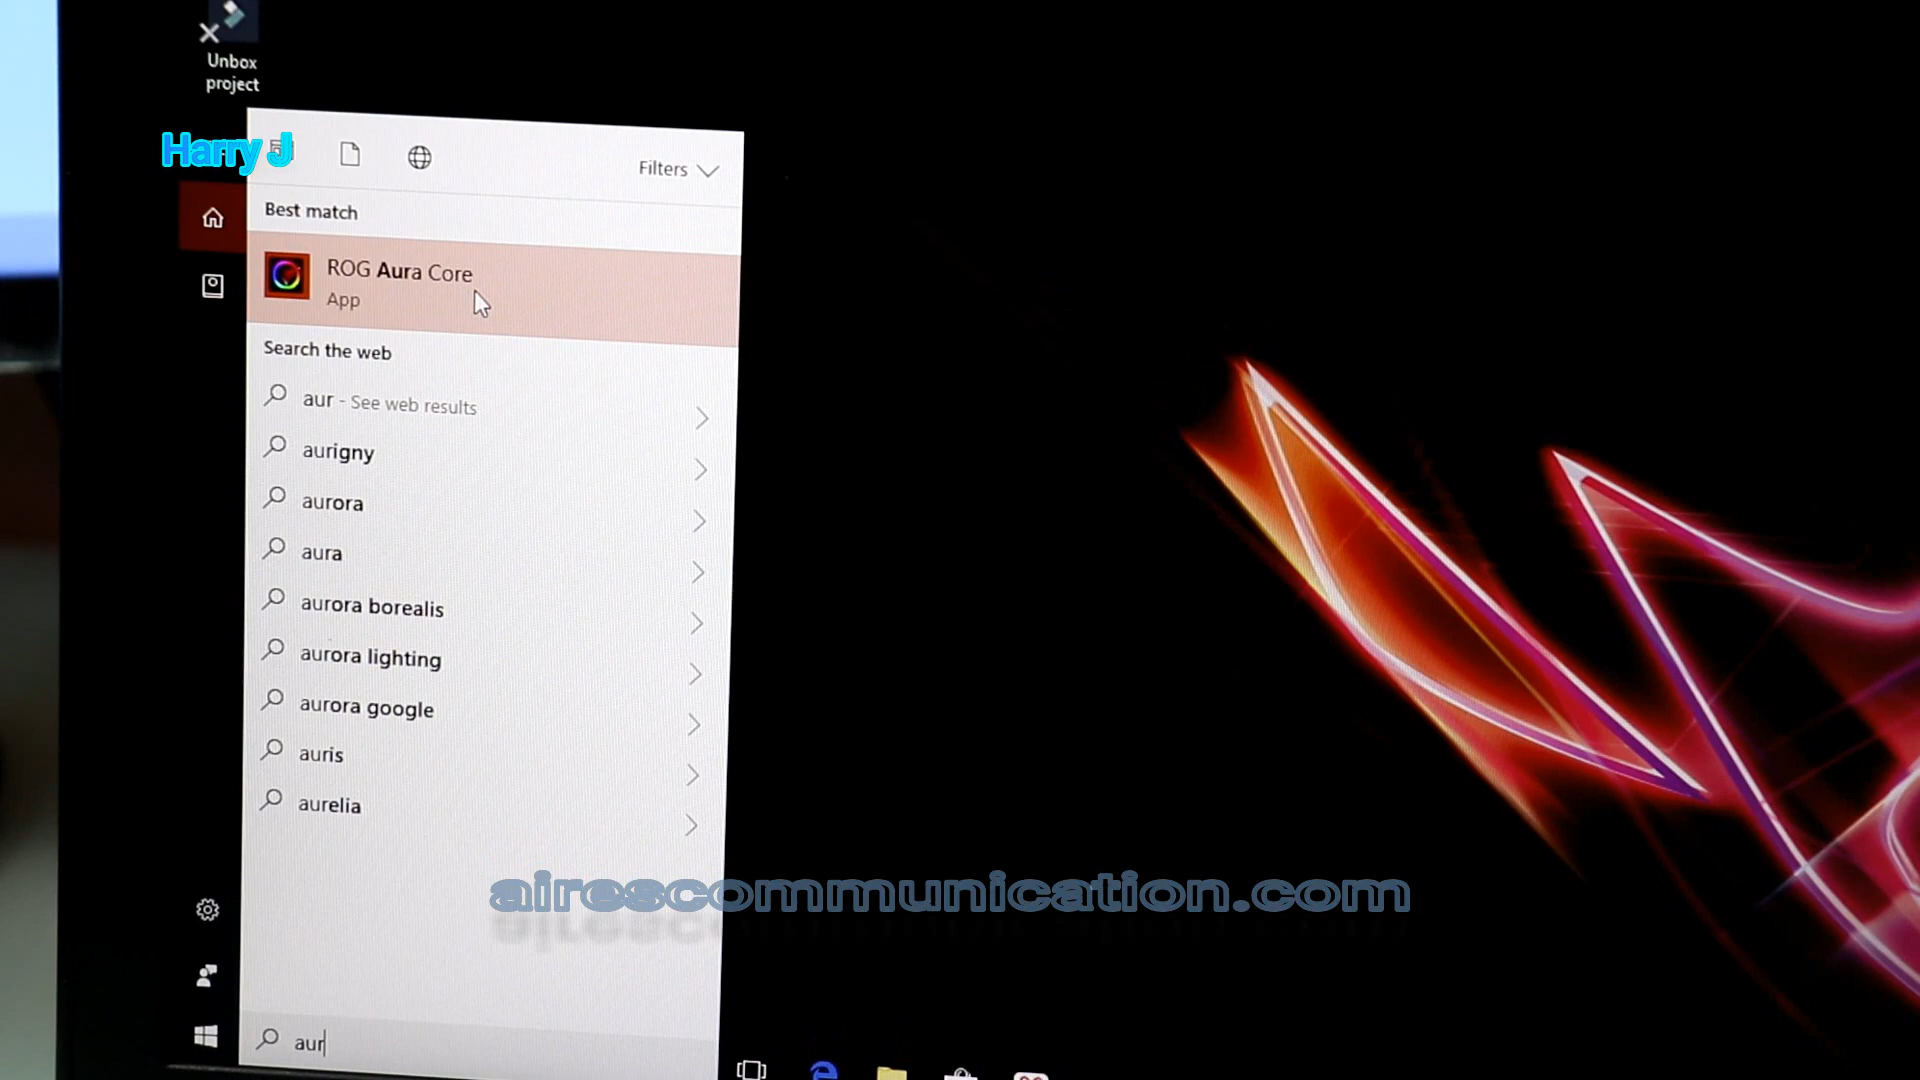 Unbox
project
Harry J
Filters
Best match
ROG Aura Core
App
Search the web
aur - See web results
aurigny
aurora
aura
aurora borealis
aurora lighting
aurora google
auris
aurelia
airescommunication.com
aur